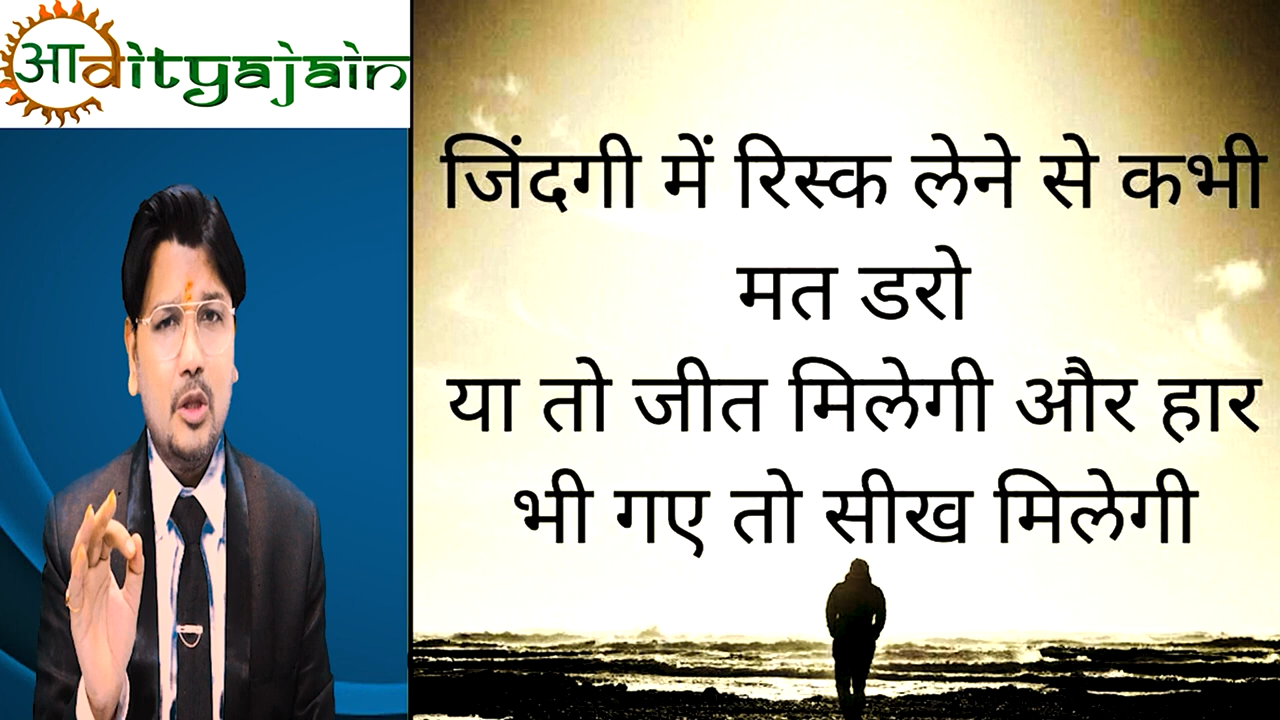 आdityajain
जिंदगी में रिस्क लेने से कभी
मत डरो
या तो जीत मिलेगी और हार
भी गए तो सीख मिलेगी